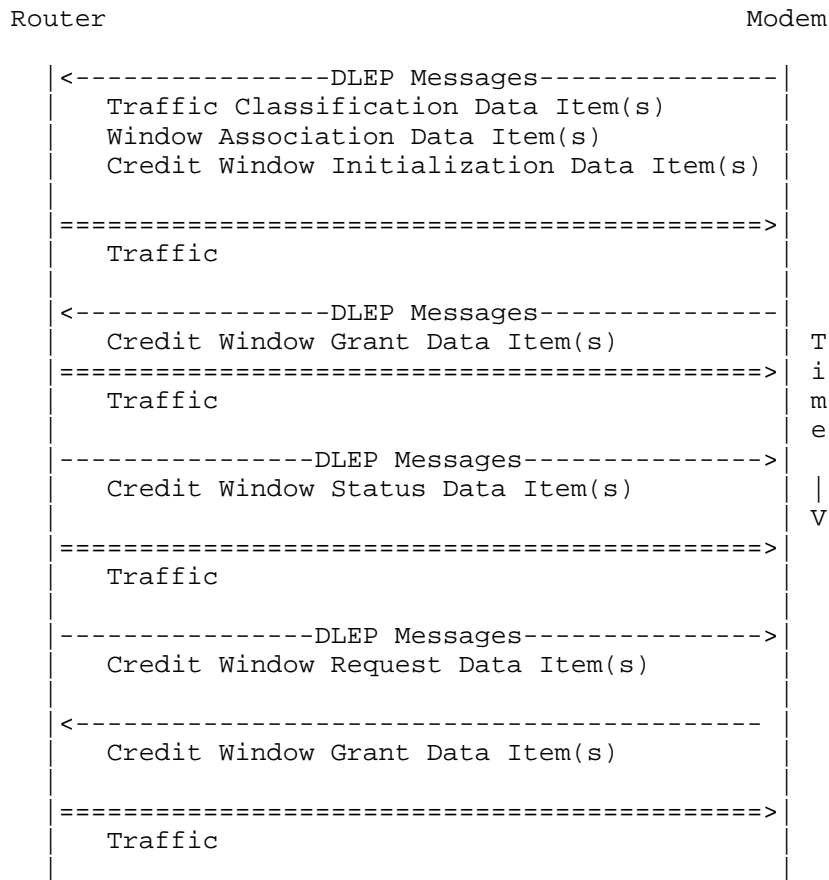 Router Modem
|<----------------DLEP Messages---------------|
Traffic Classification Data Item(s)
Window Association Data Item(s)
Credit Window Initialization Data Item(s)
|============================================>|
Traffic
|<----------------DLEP Messages---------------|
Credit Window Grant Data Item(s) T
|============================================>| i
Traffic m
e
|----------------DLEP Messages--------------->|
Credit Window Status Data Item(s) |
V
|============================================>|
Traffic
|----------------DLEP Messages--------------->|
Credit Window Request Data Item(s)
|<------------------------------------------- |
Credit Window Grant Data Item(s)
|============================================>|
Traffic